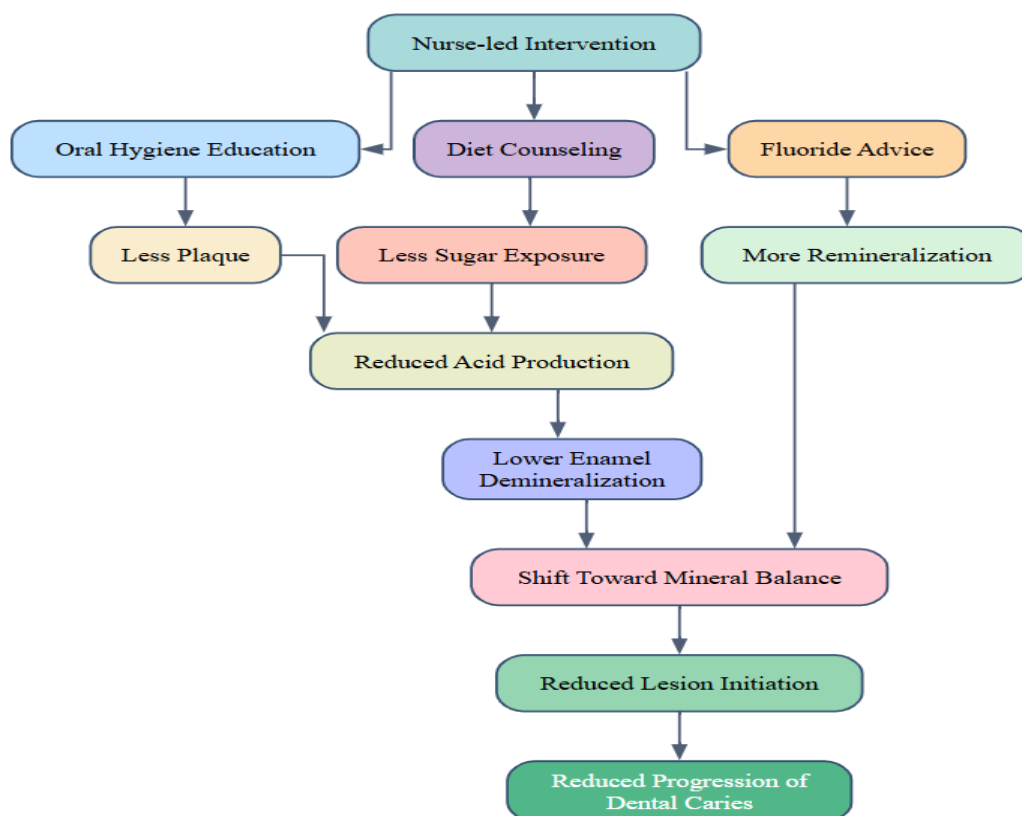 Nurse-led Intervention
Oral Hygiene Education
Diet Counseling
Fluoride Advice
Less Plaque
Less Sugar Exposure
More Remineralization
Reduced Acid Production
Lower Enamel
Demineralization
Shift Toward Mineral Balance
Reduced Lesion Initiation
Reduced Progression of
Dental Caries